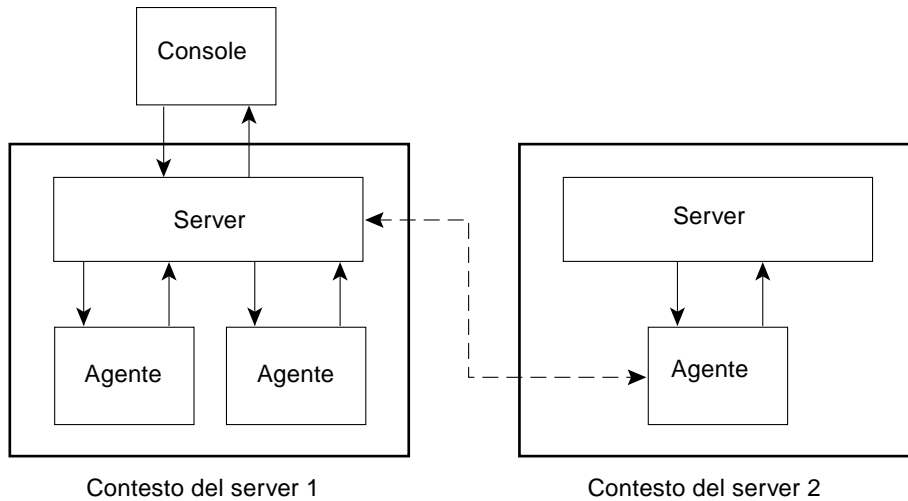 Console
Server
Server
Agente
Agente
Agente
Contesto del server 1
Contesto del server 2